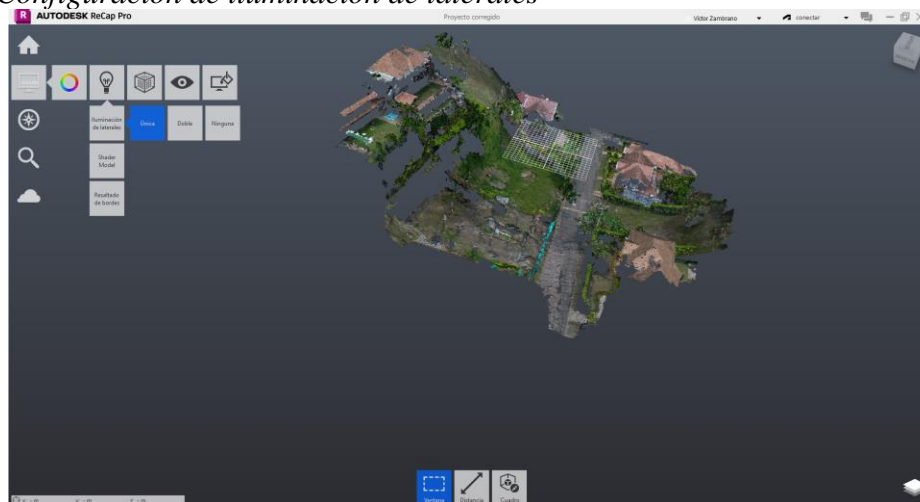 Configuración de iluminación de laterales
R AUTODESK ReCap Pro
Proyecto corregido
Víctor Zambrano
conectar
Iluminación
de laterales
Única
Doble
Ninguna
Shader
Model
Resaltado
de bordes
Ventana
Distancia
Cuadro